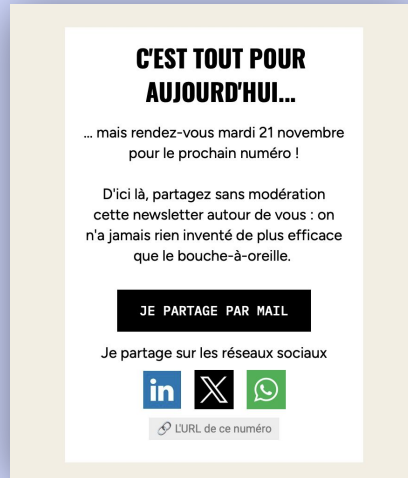 C'EST TOUT POUR
AUJOURD'HUI...
... mais rendez-vous mardi 21 novembre
pour le prochain numéro !
D'ici là, partagez sans modération
cette newsletter autour de vous : on
n'a jamais rien inventé de plus efficace
que le bouche-à-oreille.
JE PARTAGE PAR MAIL
Je partage sur les réseaux sociaux
in
L'URL de ce numéro